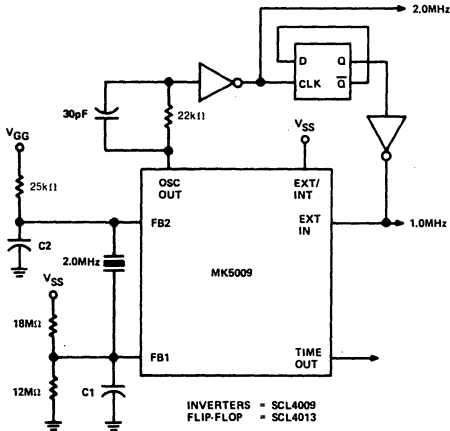 2.0MHz
D Q
CLK Q̅
30pF
22kΩ
VGG
VSS
25kΩ
OSC OUT
EXT/ INT
EXT IN
FB2
C2
1.0MHz
2.0MHz
MK5009
VSS
18MΩ
FB1
TIME OUT
12MΩ
C1
INVERTERS = SCL4009
FLIP-FLOP = SCL4013